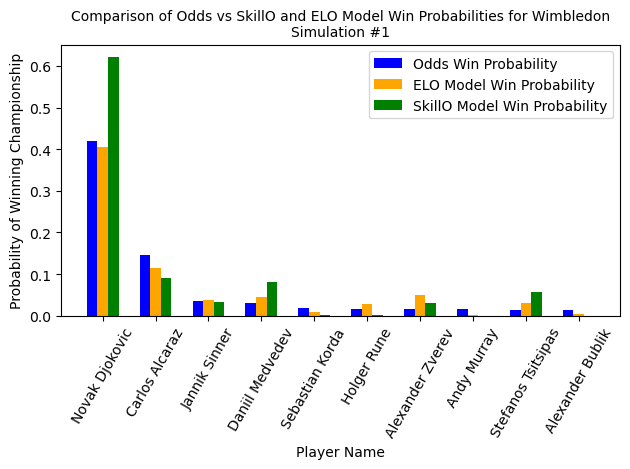 Comparison of Odds vs SkillO and ELO Model Win Probabilities for Wimbledon
Simulation #1
Odds Win Probability
ELO Model Win Probability
SkillO Model Win Probability
Probability of Winning Championship
0.6
0.5
0.4
0.3
0.2
0.1
0.0
Novak Djokovic
Carlos Alcaraz
Jannik Sinner
Daniil Medvedev
Sebastian Korda
Holger Rune
Alexander Zverev
Andy Murray
Stefanos Tsitsipas
Alexander Bublik
Player Name